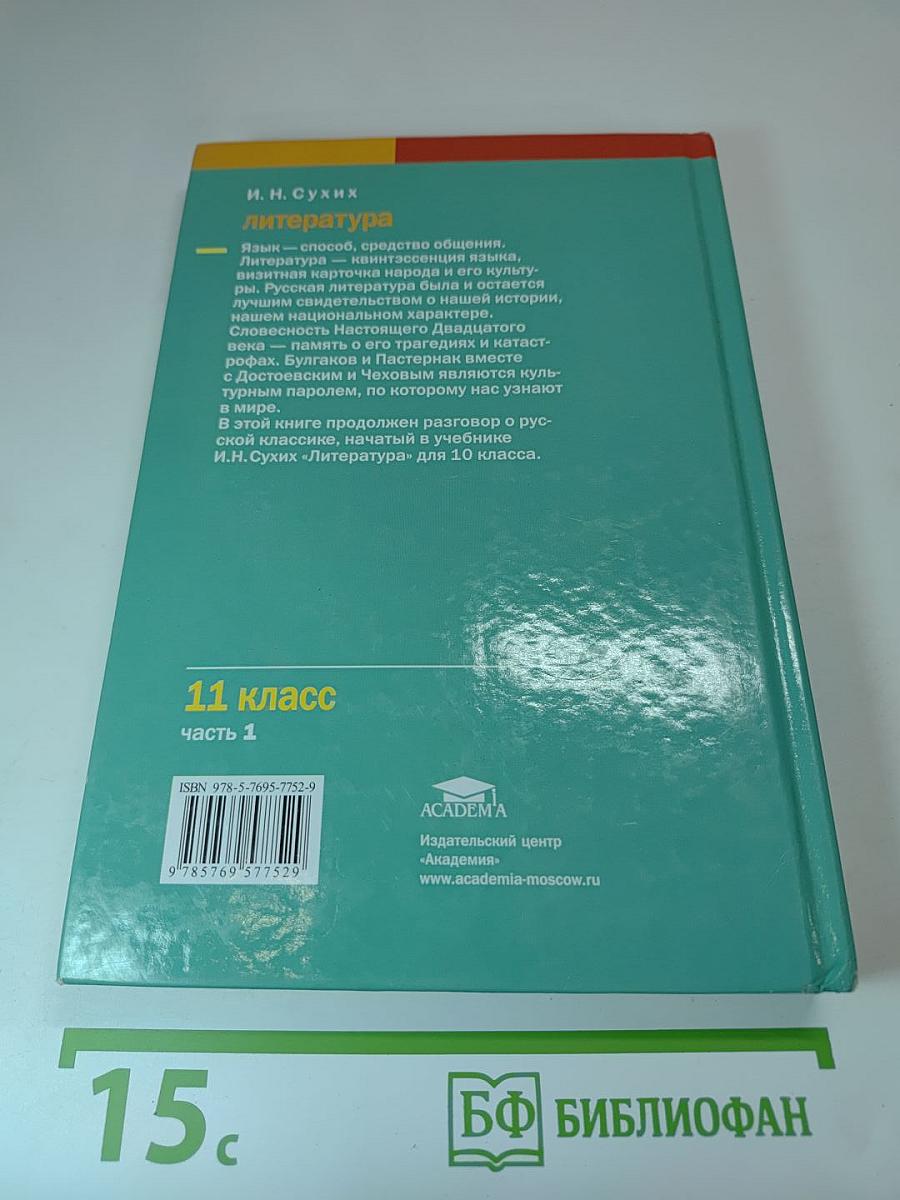 И. Н. Сухих
литература
Язык — способ, средство общения.
Литература — квинтэссенция языка,
визитная карточка народа и его культу-
ры. Русская литература была и остается
лучшим свидетельством о нашей истории,
нашем национальном характере.
Словесность Настоящего Двадцатого
века — память о его трагедиях и катаст-
рофах. Булгаков и Пастернак вместе
с Достоевским и Чеховым являются куль-
турным паролем, по которому нас узнают
в мире.
В этой книге продолжен разговор о рус-
ской классике, начатый в учебнике
И.Н.Сухих «Литература» для 10 класса.
11 класс
часть 1
ISBN 978-5-7695-7752-9
9 785769 577529
ACADEMA
Издательский центр
«Академия»
www.academia-moscow.ru
15 с
БФ БИБЛИОФАН